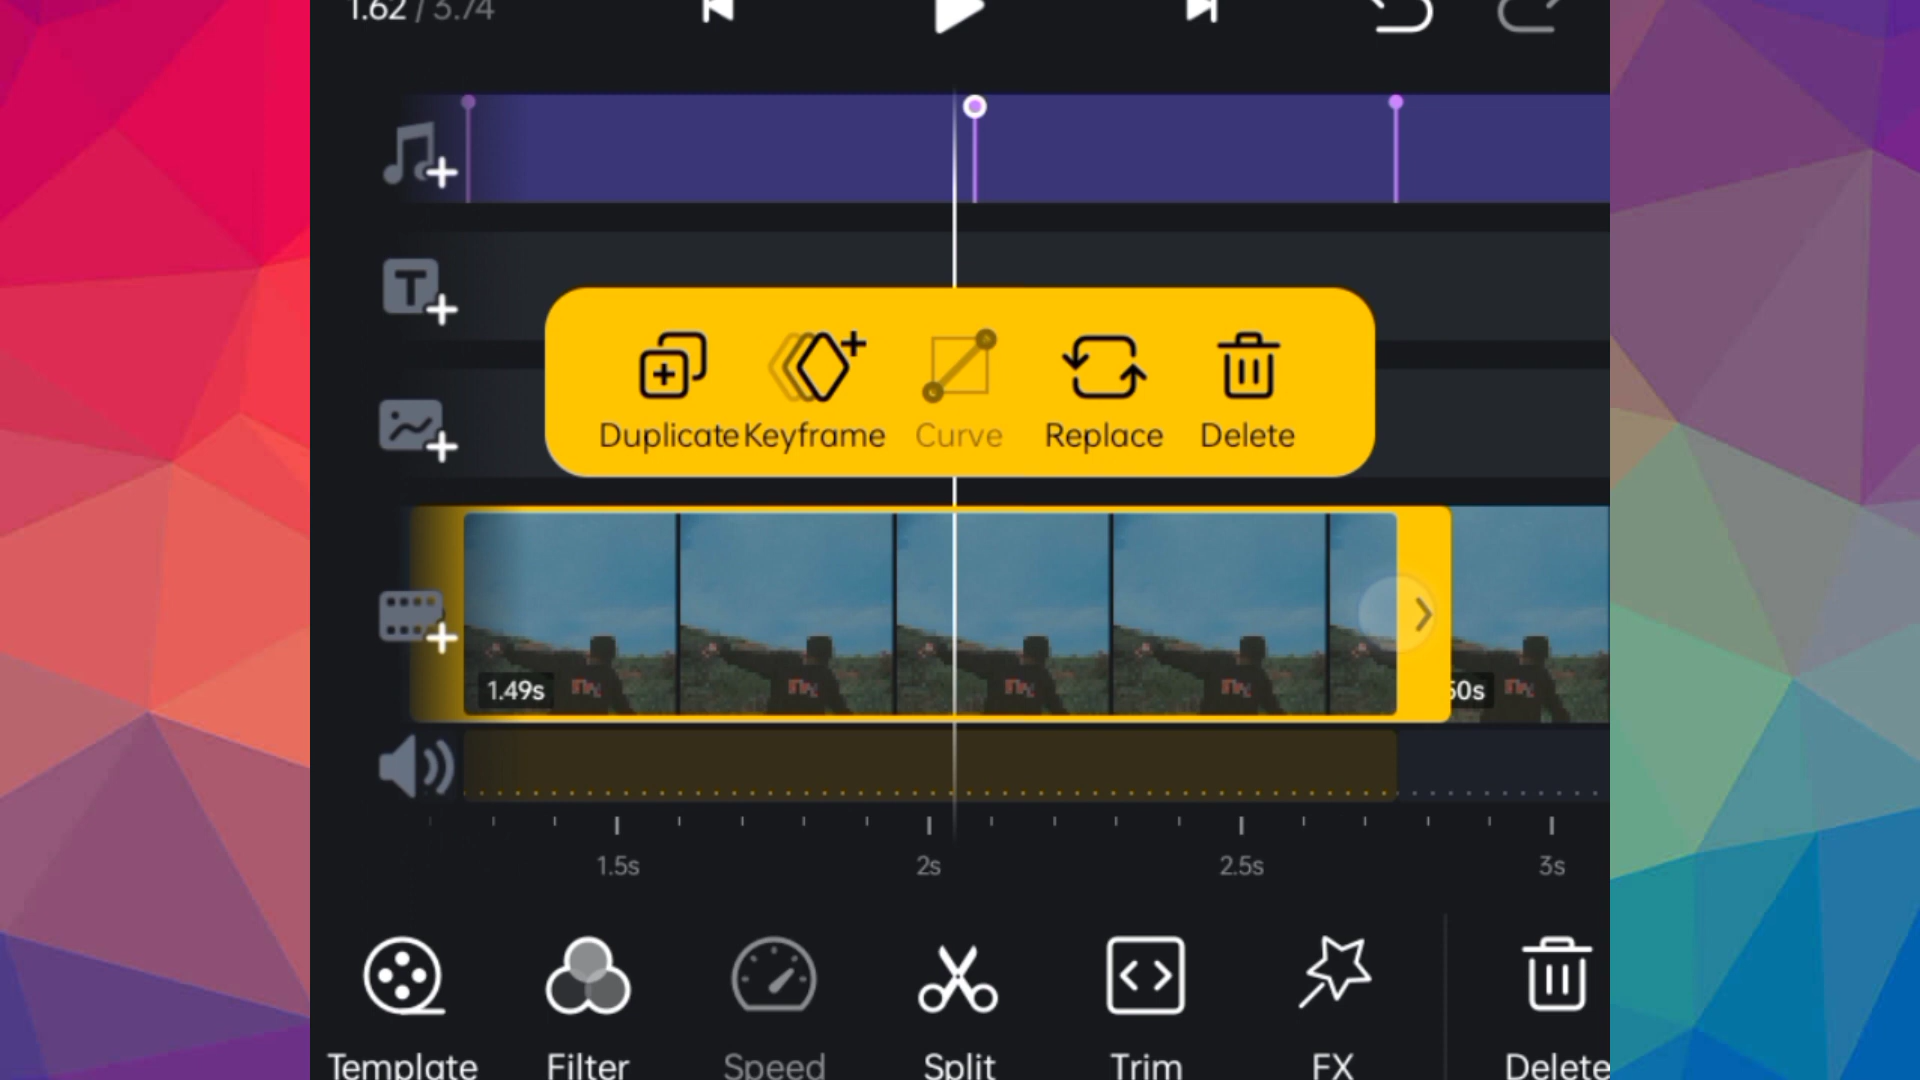 1.62 / 3.74
T
Duplicate Keyframe Curve Replace Delete
1.49s
50s
1.5s 2s 2.5s 3s
Template Filter Speed Split Trim FX Delete